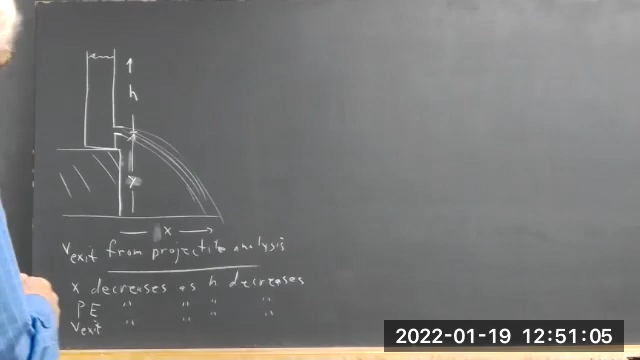 h
y
x
Vexit from projectile analysis
x decreases as h decreases
PE " " " "
Vexit " " " "
2022-01-19 12:51:05